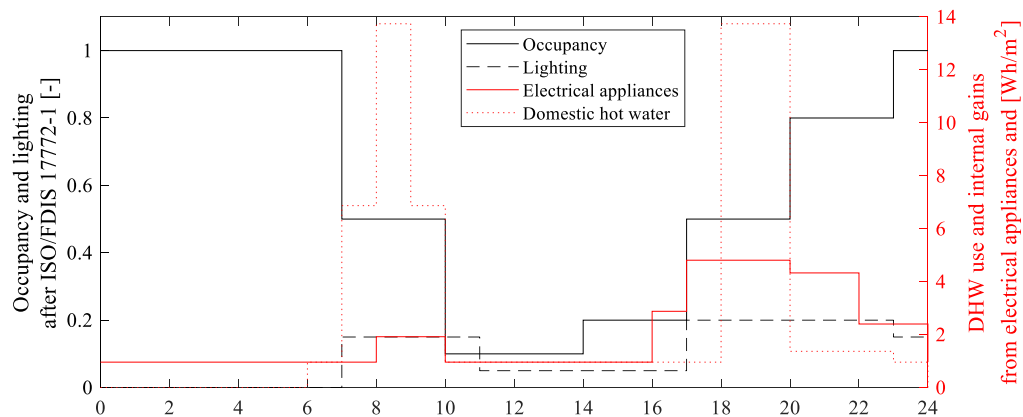 Occupancy and lighting
after ISO/FDIS 17772-1 [-]
1
0.8
0.6
0.4
0.2
0
Occupancy
Lighting
Electrical appliances
Domestic hot water
14
12
10
8
6
4
2
0
DHW use and internal gains
from electrical appliances and [Wh/m²]
0 2 4 6 8 10 12 14 16 18 20 22 24